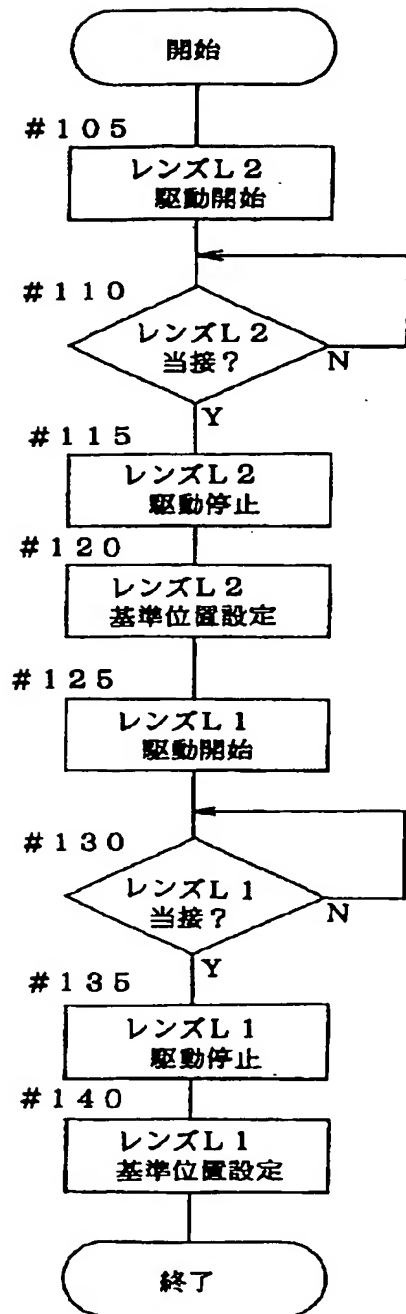 開始
#105
レンズL2
駆動開始
#110
レンズL2
当接?
N
Y
#115
レンズL2
駆動停止
#120
レンズL2
基準位置設定
#125
レンズL1
駆動開始
#130
レンズL1
当接?
N
Y
#135
レンズL1
駆動停止
#140
レンズL1
基準位置設定
終了